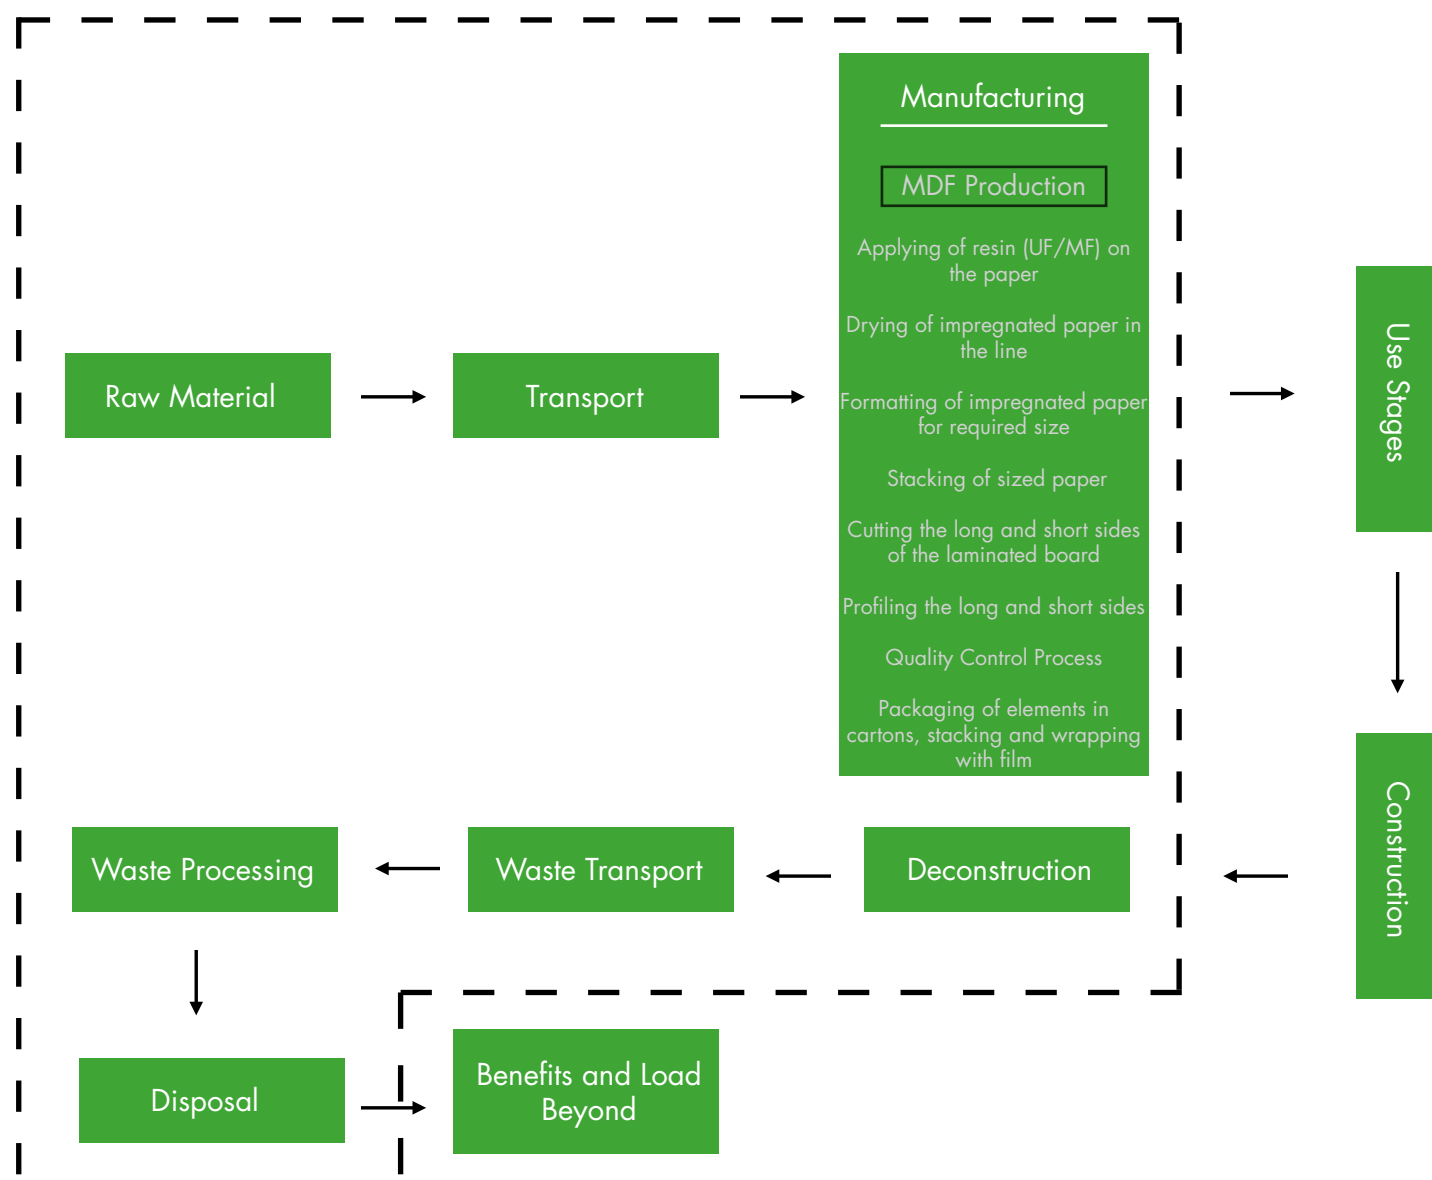 Manufacturing
MDF Production
Applying of resin (UF/MF) on
the paper
Drying of impregnated paper in
the line
Formatting of impregnated paper
for required size
Stacking of sized paper
Cutting the long and short sides
of the laminated board
Profiling the long and short sides
Quality Control Process
Packaging of elements in
cartons, stacking and wrapping
with film
Raw Material
Transport
Use Stages
Construction
Waste Processing
Waste Transport
Deconstruction
Disposal
Benefits and Load
Beyond